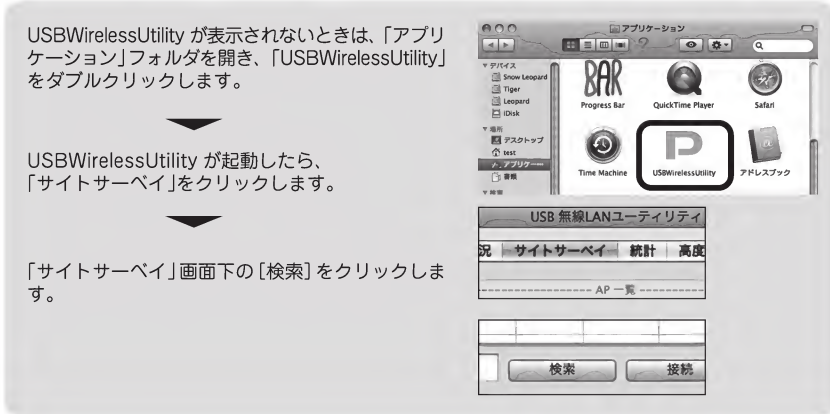 USBWirelessUtility が表示されないときは、「アプリ
ケーション」フォルダを開き、「USBWirelessUtility」
をダブルクリックします。
USBWirelessUtility が起動したら、
「サイトサーベイ」をクリックします。
「サイトサーベイ」画面下の[検索]をクリックしま
す。
アプリケーション
デバイス
Snow Leopard
Tiger
Leopard
iDisk
場所
デスクトップ
test
アプリケー…
書類
検索
Progress Bar
QuickTime Player
Safari
Time Machine
USBWirelessUtility
アドレスブック
USB 無線LANユーティリティ
況 サイトサーベイ 統計 高度
AP 一覧
検索
接続